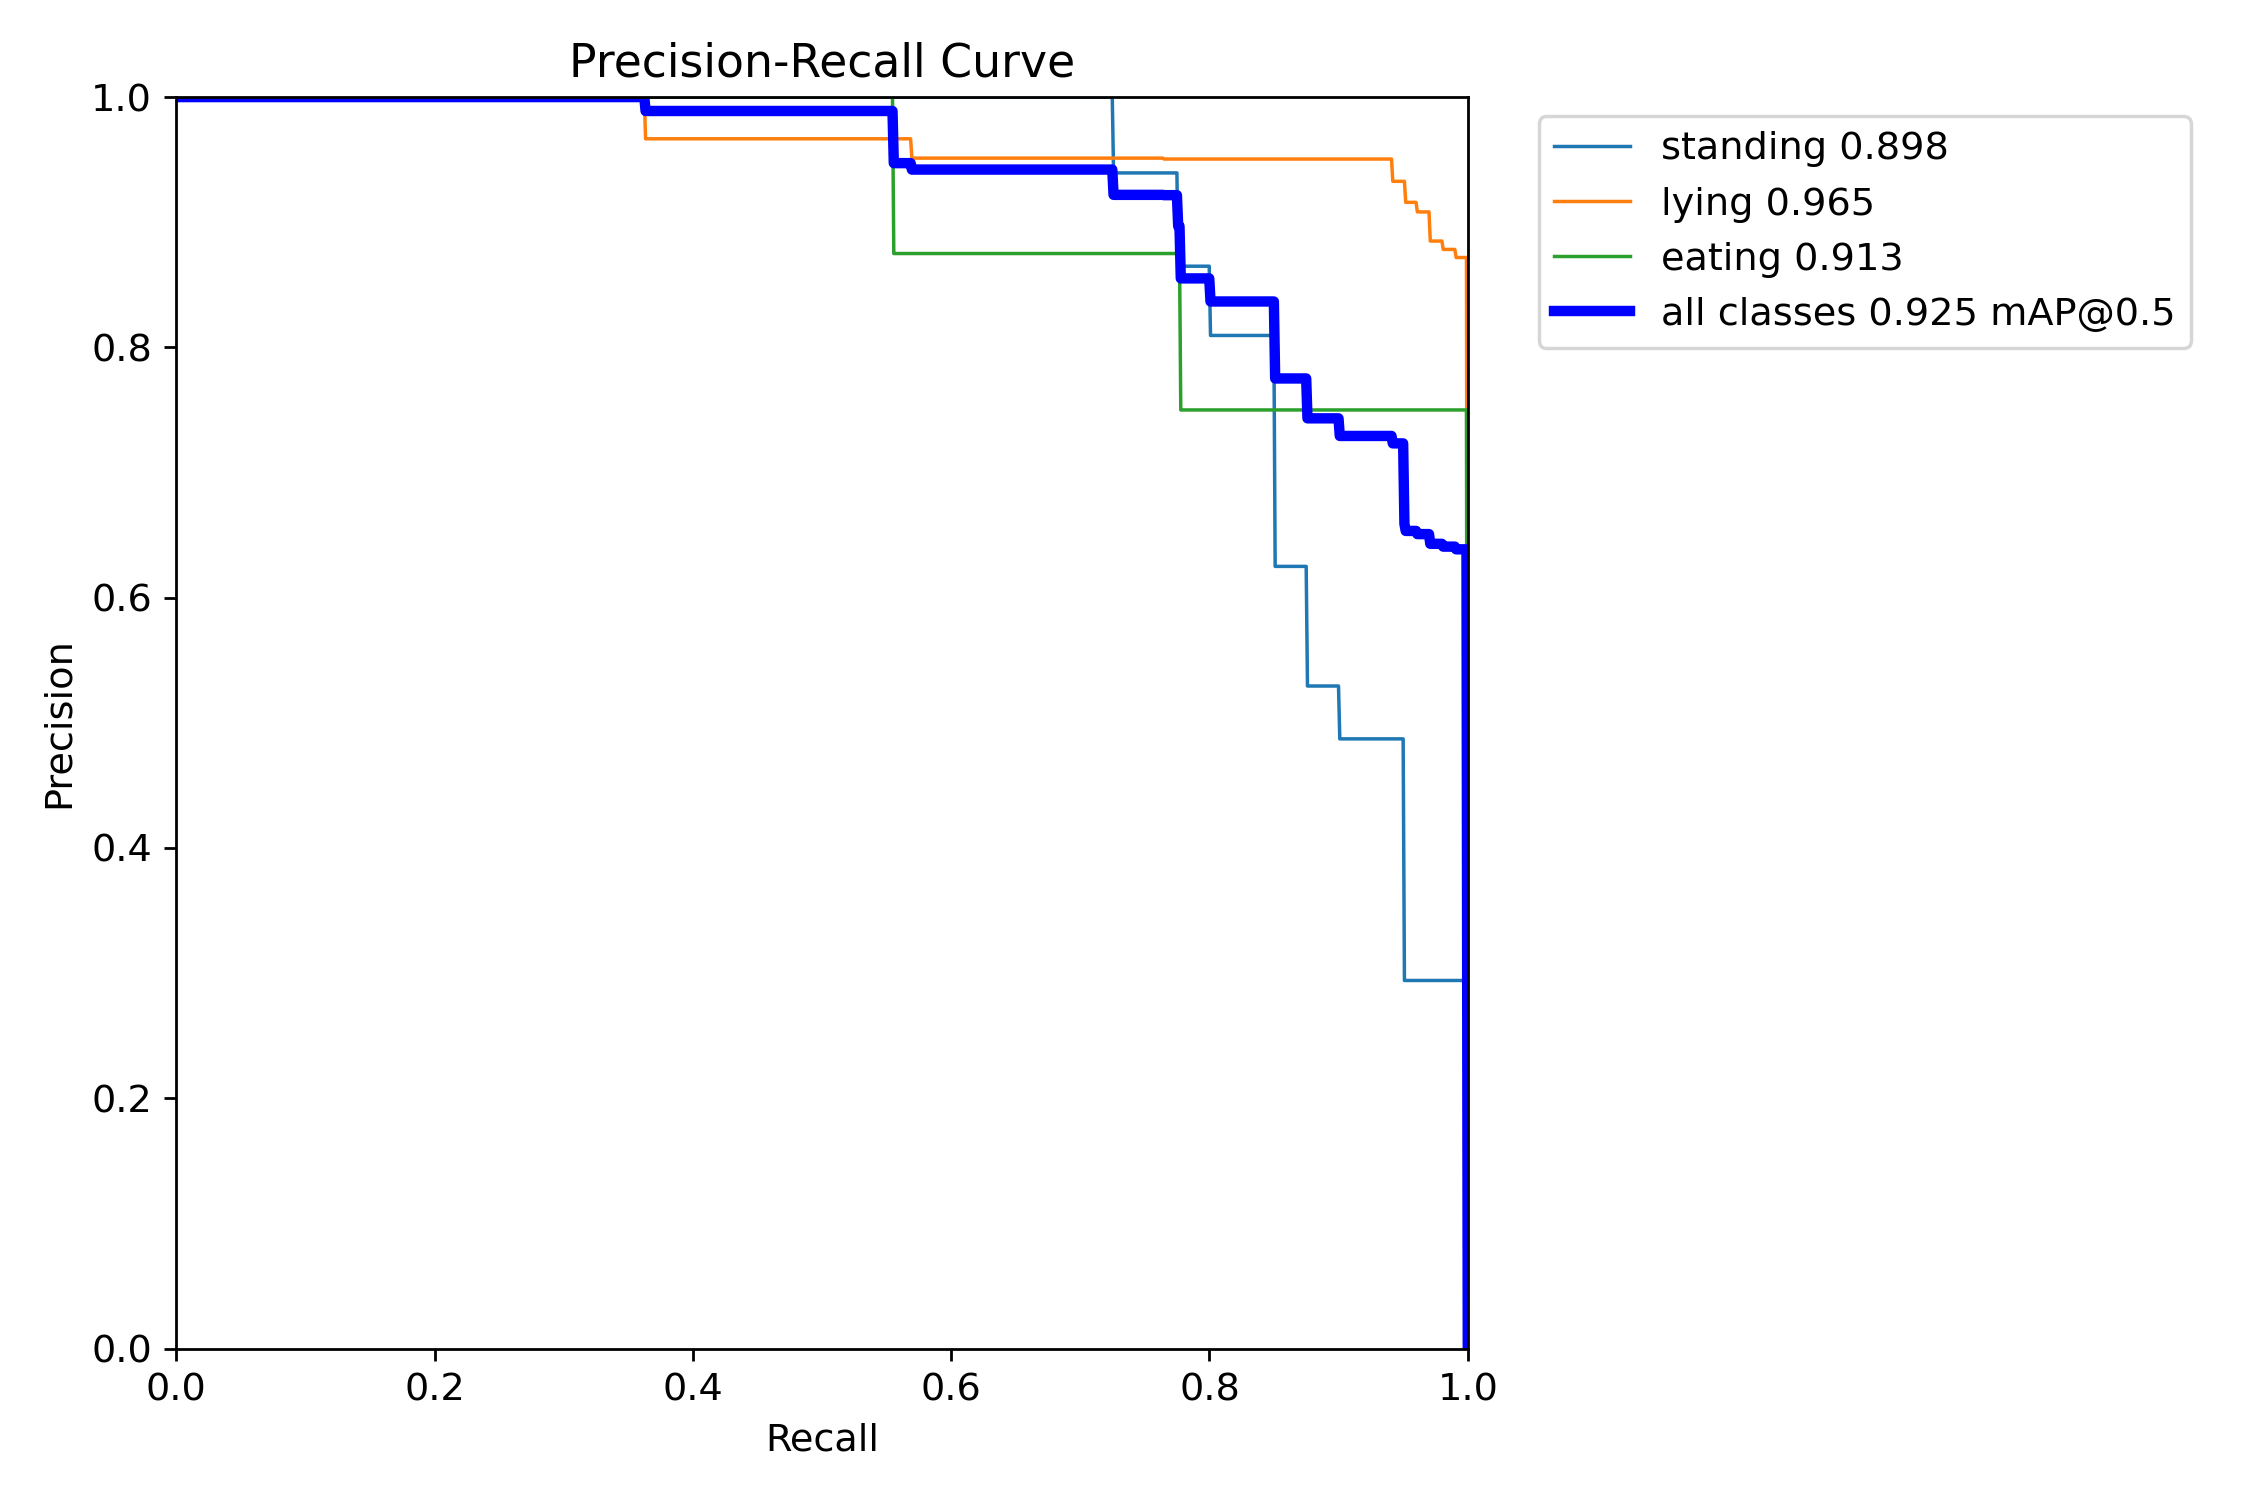 Precision-Recall Curve
1.0
0.8
0.6
0.4
0.2
0.0
Precision
0.0 0.2 0.4 0.6 0.8 1.0
Recall
standing 0.898
lying 0.965
eating 0.913
all classes 0.925 mAP@0.5